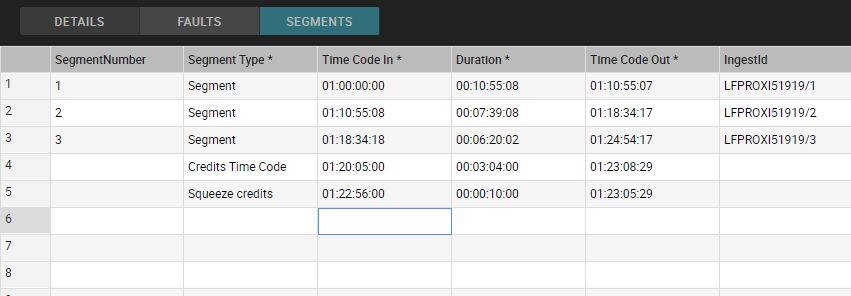 DETAILS FAULTS SEGMENTS
SegmentNumber Segment Type * Time Code In * Duration * Time Code Out * IngestId
1 1 Segment 01:00:00:00 00:10:55:08 01:10:55:07 LFPROXI51919/1
2 2 Segment 01:10:55:08 00:07:39:08 01:18:34:17 LFPROXI51919/2
3 3 Segment 01:18:34:18 00:06:20:02 01:24:54:17 LFPROXI51919/3
4 Credits Time Code 01:20:05:00 00:03:04:00 01:23:08:29
5 Squeeze credits 01:22:56:00 00:00:10:00 01:23:05:29
6
7
8